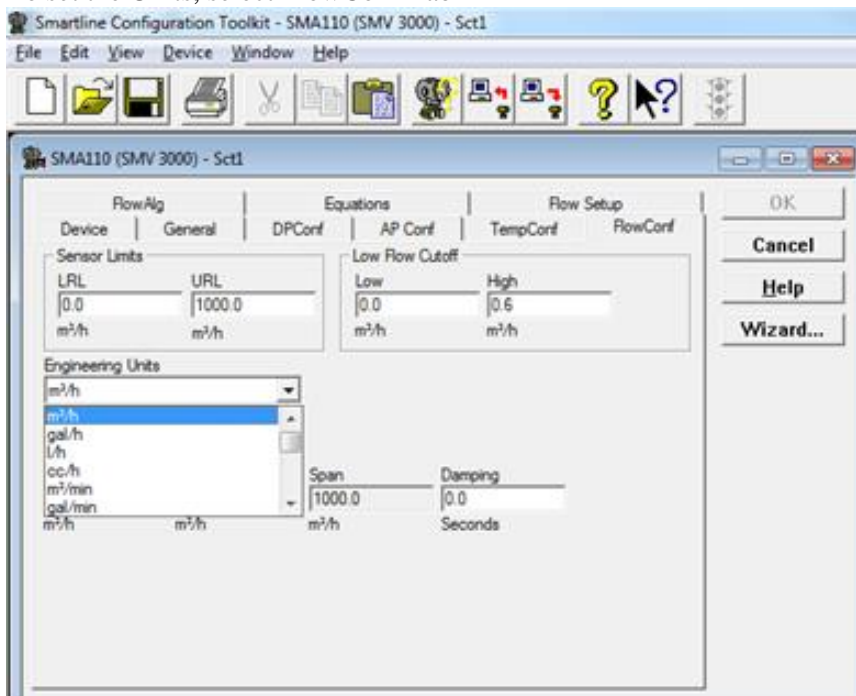 Smartline Configuration Toolkit - SMA110 (SMV 3000) - Sct1
File Edit View Device Window Help
SMA110 (SMV 3000) - Sct1
FlowAlg Equations Flow Setup
Device General DPConf AP Conf TempConf FlowConf
OK
Cancel
Help
Wizard...
Sensor Limits
LRL URL
0.0 1000.0
m³/h m³/h
Low Flow Cutoff
Low High
0.0 0.6
m³/h m³/h
Engineering Units
m³/h
m³/h
gal/h
l/h
cc/h
m³/min
gal/min
Span Damping
1000.0 0.0
m³/h m³/h m³/h Seconds